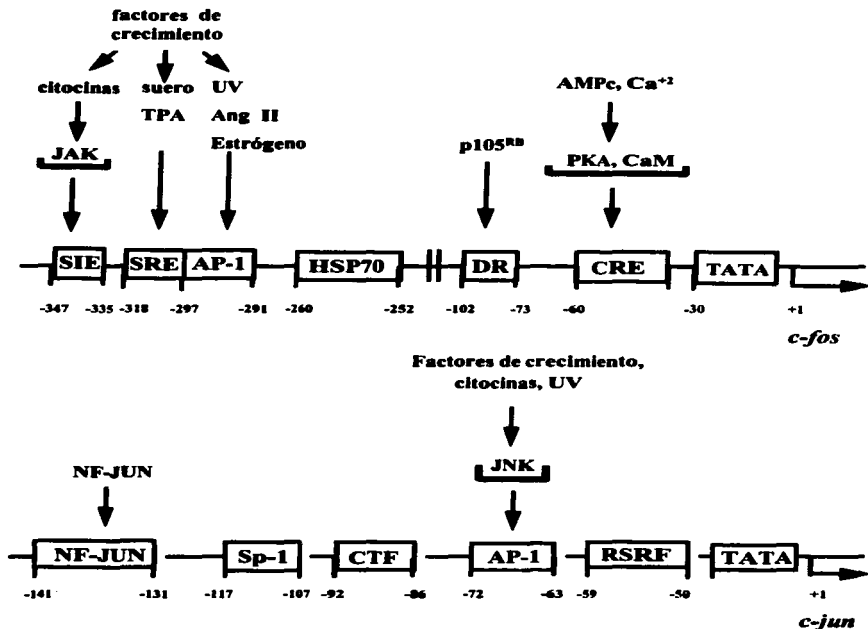 factores de
crecimiento
citocinas suero UV
TPA Ang II
Estrógeno
JAK
p105ᴿᴮ
AMPc, Ca⁺²
PKA, CaM
SIE SRE AP-1 HSP70 DR CRE TATA
-347 -335 -318 -297 -291 -260 -252 -102 -73 -60 -30 +1
c-fos
Factores de crecimiento,
citocinas, UV
NF-JUN
JNK
NF-JUN Sp-1 CTF AP-1 RSRF TATA
-141 -131 -117 -107 -92 -86 -72 -63 -59 -50 +1
c-jun